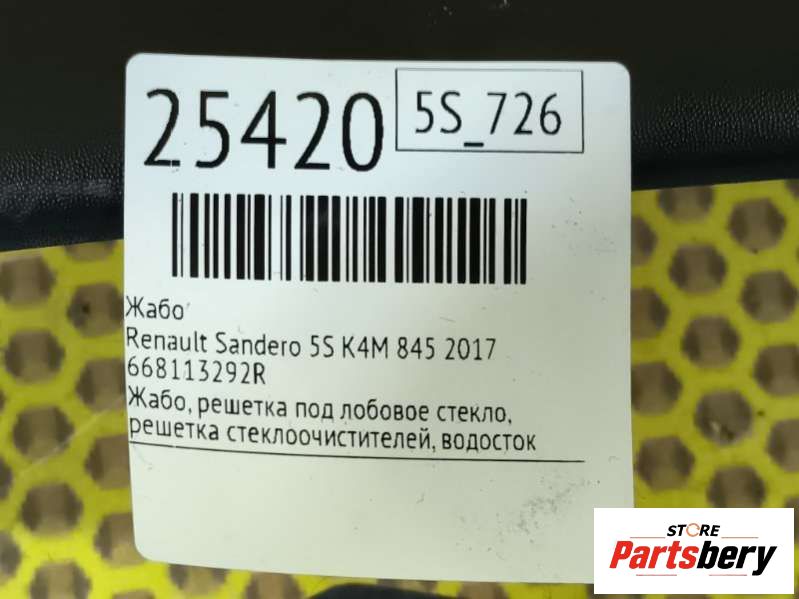 25420
5S_726
Жабо
Renault Sandero 5S K4M 845 2017
668113292R
Жабо, решетка под лобовое стекло,
решетка стеклоочистителей, водосток
STORE
Partsbery